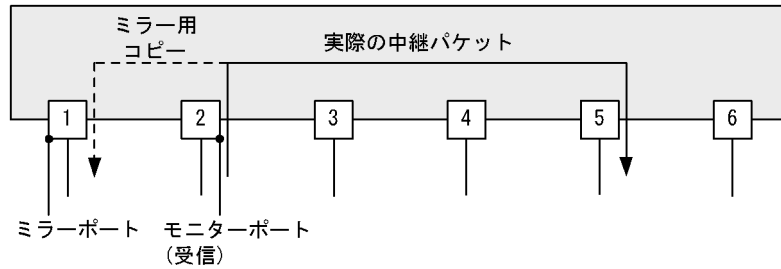 ミラー用
コピー
実際の中継パケット
1 2 3 4 5 6
ミラーポート
モニターポート
(受信)